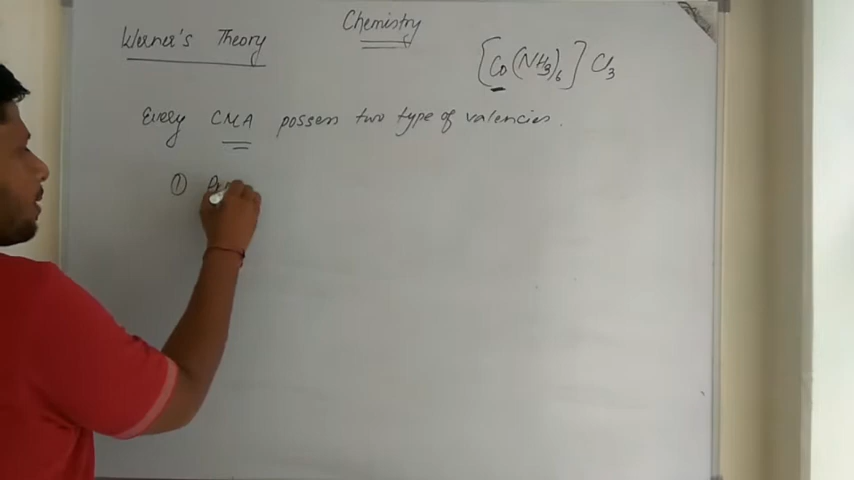 Chemistry
Werner's Theory
[Co(NH3)6]Cl3
Every CMA possess two type of valencies.
①